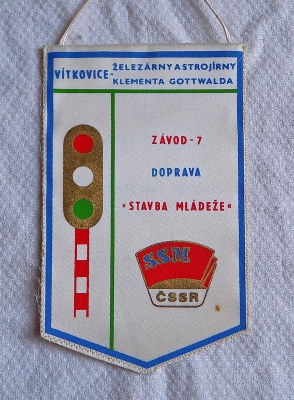 VÍTKOVICE-
ŽELEZÁRNY A STROJÍRNY
KLEMENTA GOTTWALDA
ZÁVOD-7
DOPRAVA
»STAVBA MLÁDEŽE«
SSM
ČSSR